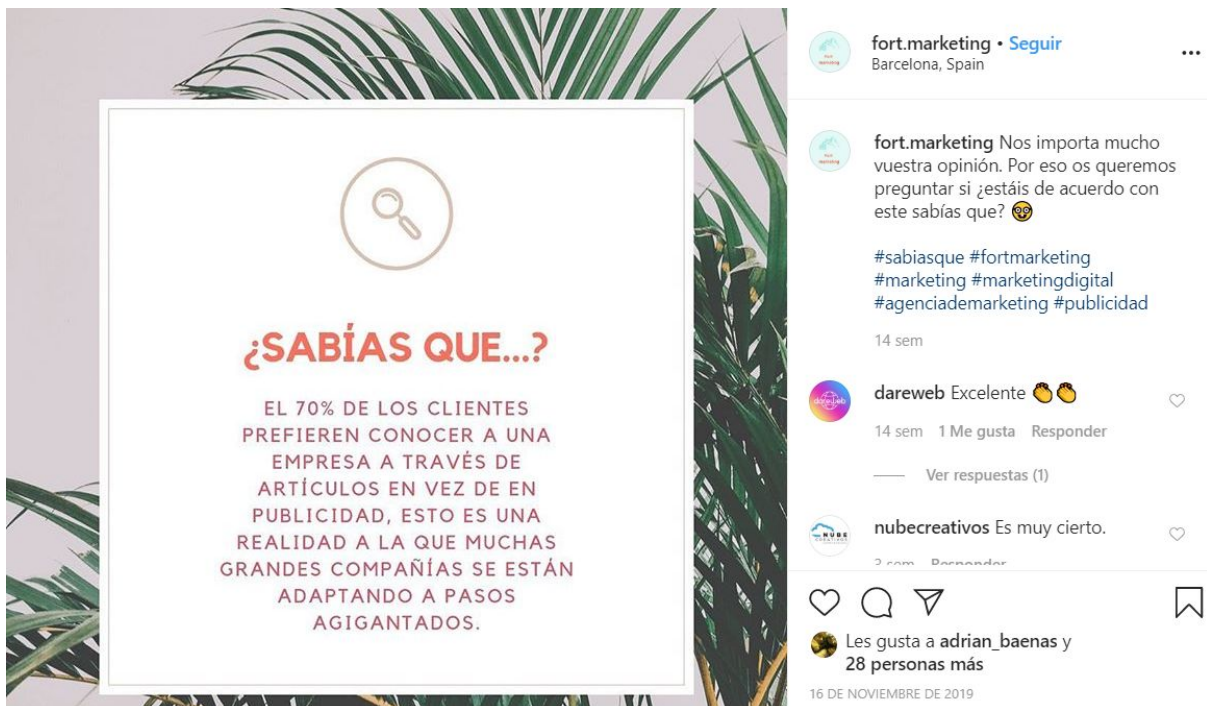 ¿SABÍAS QUE...?
EL 70% DE LOS CLIENTES
PREFIEREN CONOCER A UNA
EMPRESA A TRAVÉS DE
ARTÍCULOS EN VEZ DE EN
PUBLICIDAD, ESTO ES UNA
REALIDAD A LA QUE MUCHAS
GRANDES COMPAÑÍAS SE ESTÁN
ADAPTANDO A PASOS
AGIGANTADOS.
fort.marketing • Seguir
Barcelona, Spain
fort.marketing Nos importa mucho
vuestra opinión. Por eso os queremos
preguntar si ¿estáis de acuerdo con
este sabías que? 🤓
#sabiasque #fortmarketing
#marketing #marketingdigital
#agenciademarketing #publicidad
14 sem
dareweb
dareweb Excelente 👏👏
14 sem 1 Me gusta Responder
Ver respuestas (1)
NUBE
nubecreativos Es muy cierto.
3 sem Responder
Les gusta a adrian_baenas y
28 personas más
16 DE NOVIEMBRE DE 2019